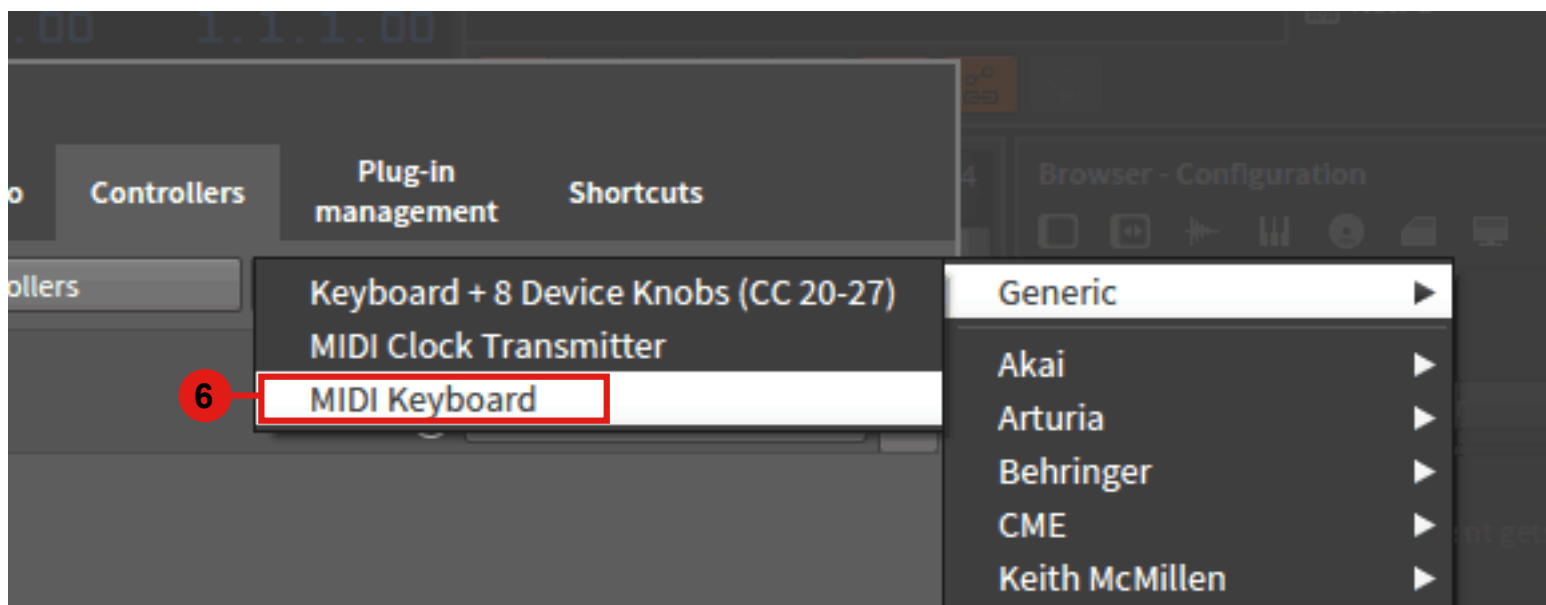 .00 1.1.1.00
o Controllers Plug-in management Shortcuts
4 Browser - Configuration
ollers
Keyboard + 8 Device Knobs (CC 20-27)
MIDI Clock Transmitter
6 MIDI Keyboard
Generic
Akai
Arturia
Behringer
CME
Keith McMillen